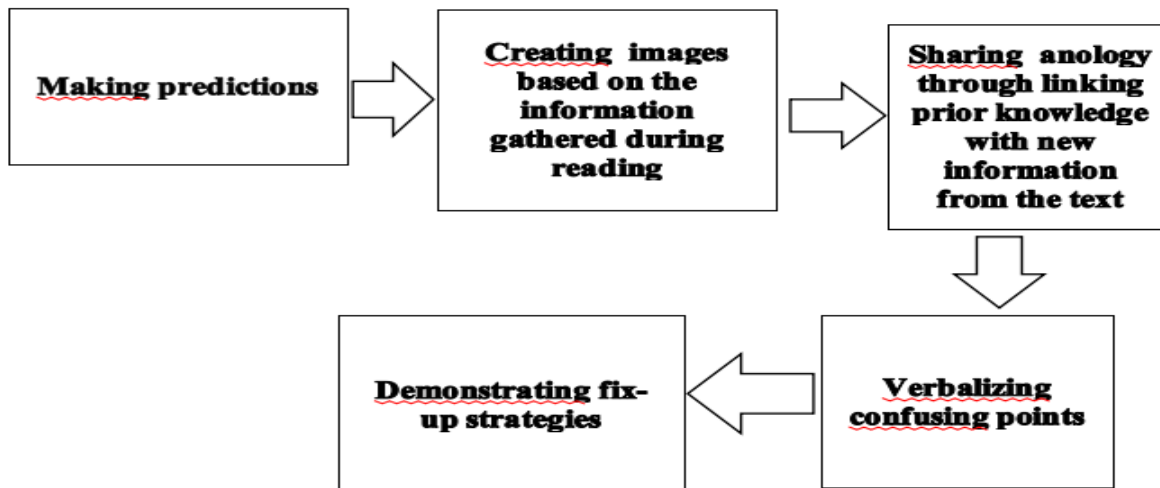 Making predictions
Creating images
based on the
information
gathered during
reading
Sharing anology
through linking
prior knowledge
with new
information
from the text
Verbalizing
confusing points
Demonstrating fix-
up strategies